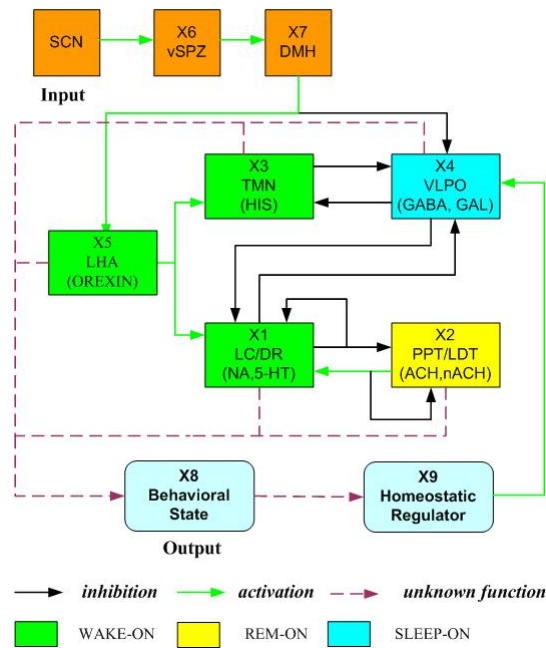 SCN
X6
vSPZ
X7
DMH
Input
X3
TMN
(HIS)
X4
VLPO
(GABA, GAL)
X5
LHA
(OREXIN)
X1
LC/DR
(NA,5-HT)
X2
PPT/LDT
(ACH,nACH)
X8
Behavioral
State
X9
Homeostatic
Regulator
Output
inhibition
activation
unknown function
WAKE-ON
REM-ON
SLEEP-ON